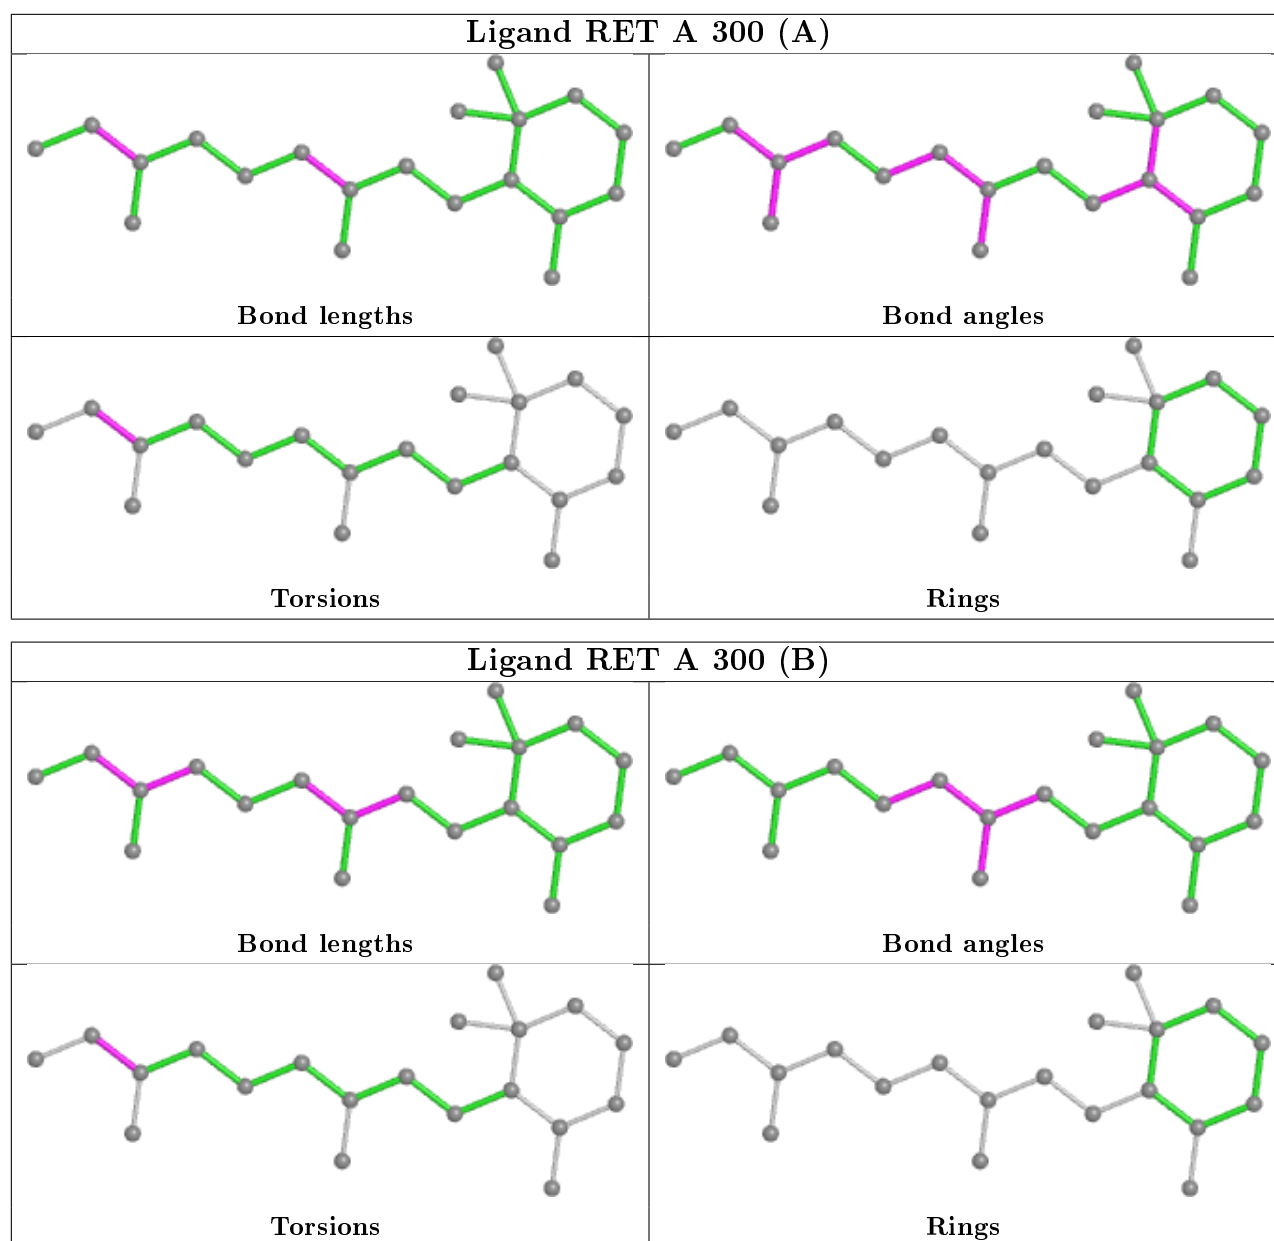 Ligand RET A 300 (A)
Bond lengths
Bond angles
Torsions
Rings
Ligand RET A 300 (B)
Bond lengths
Bond angles
Torsions
Rings